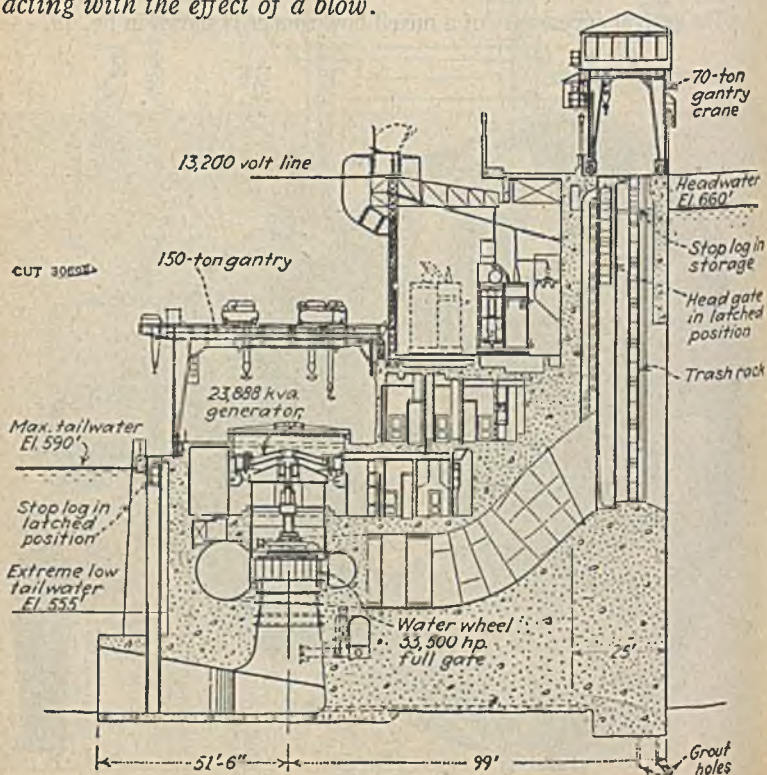 acting with the effect of a blow.
70-ton
gantry
crane
13,200 volt line
Headwater
El. 660'
Stop log in
storage
CUT
150-ton gantry
Head gate
in latched
position
23,888 kva.
generator
Trash rack
Max. tailwater
El. 590'
Stop log in
latched
position
Extreme low
tailwater
El. 555'
Water wheel
33,500 hp.
full gate
25'
51'-6"
99'
Grout
holes